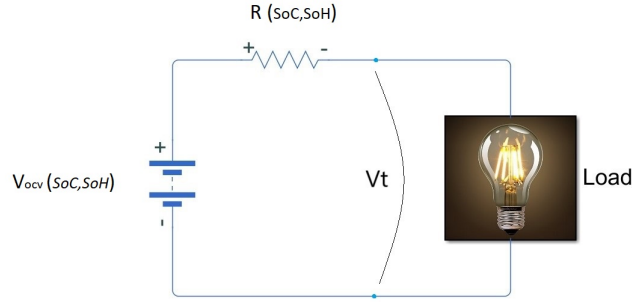 R (SoC,SoH)
+ -
+
Vocv (SoC,SoH)
-
Vt
Load